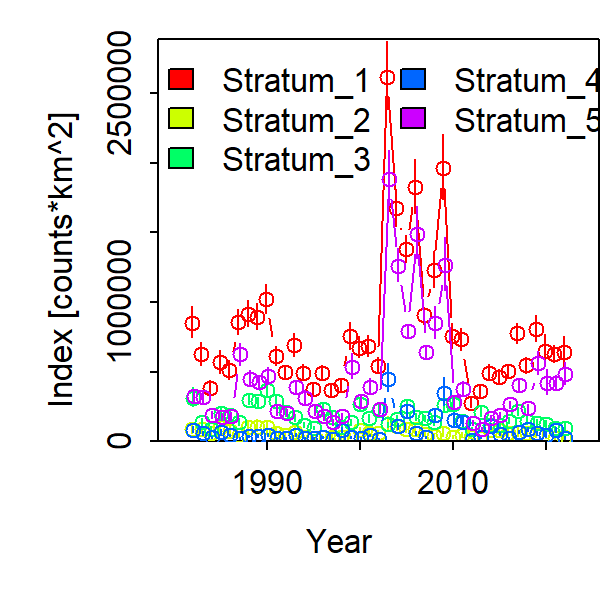 Stratum_1
Stratum_2
Stratum_3
Stratum_4
Stratum_5
Index [counts*km^2]
2500000
1000000
0
1990
2010
Year